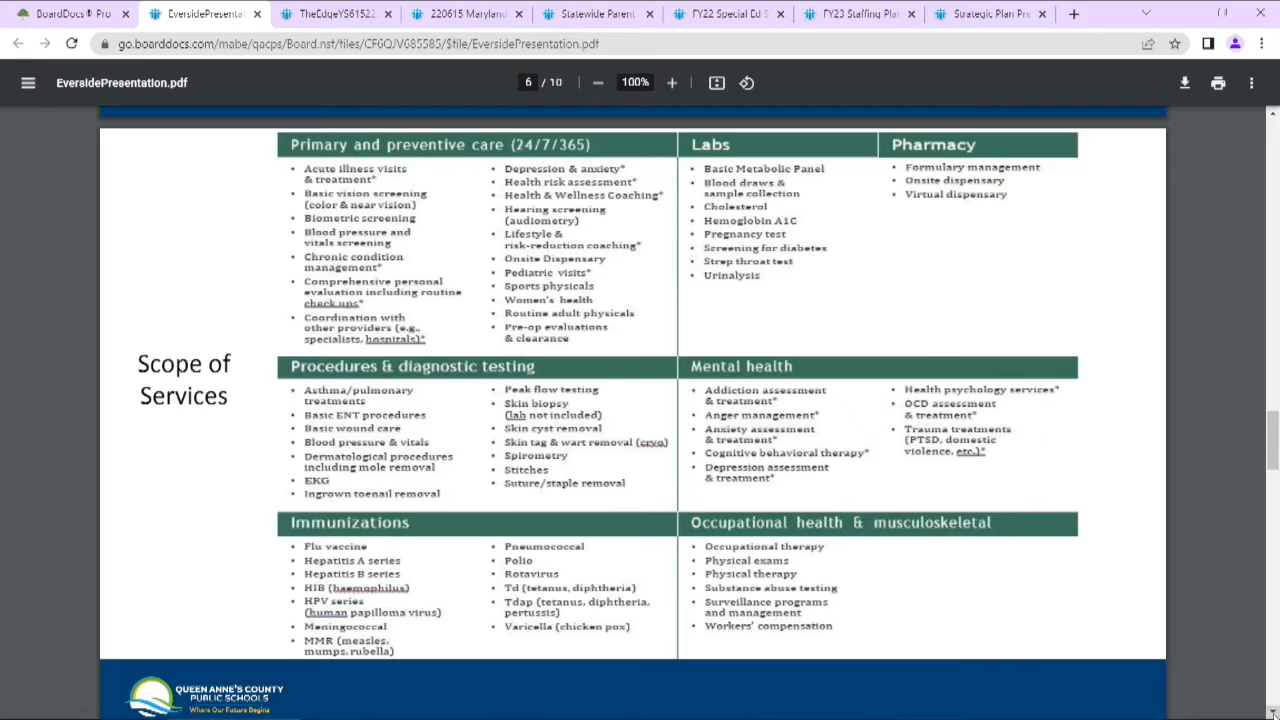 BoardDocs® Pro
EversidePresentat
TheEdgeYS61522
220615 Maryland
Statewide Parent
FY22 Special Ed S
FY23 Staffing Plan
Strategic Plan Pre
go.boarddocs.com/mabe/qacps/Board.nsf/files/CF6QJV685585/$file/EversidePresentation.pdf
EversidePresentation.pdf
6 / 10
100%
Scope of
Services
Primary and preventive care (24/7/365)
• Acute illness visits
& treatment*
• Basic vision screening
(color & near vision)
• Biometric screening
• Blood pressure and
vitals screening
• Chronic condition
management*
• Comprehensive personal
evaluation including routine
check ups*
• Coordination with
other providers (e.g.,
specialists, hospitals)*
• Depression & anxiety*
• Health risk assessment*
• Health & Wellness Coaching*
• Hearing screening
(audiometry)
• Lifestyle &
risk-reduction coaching*
• Onsite Dispensary
• Pediatric visits*
• Sports physicals
• Women's health
• Routine adult physicals
• Pre-op evaluations
& clearance
Labs
• Basic Metabolic Panel
• Blood draws &
sample collection
• Cholesterol
• Hemoglobin A1C
• Pregnancy test
• Screening for diabetes
• Strep throat test
• Urinalysis
Pharmacy
• Formulary management
• Onsite dispensary
• Virtual dispensary
Procedures & diagnostic testing
• Asthma/pulmonary
treatments
• Basic ENT procedures
• Basic wound care
• Blood pressure & vitals
• Dermatological procedures
including mole removal
• EKG
• Ingrown toenail removal
• Peak flow testing
• Skin biopsy
(lab not included)
• Skin cyst removal
• Skin tag & wart removal (cryo)
• Spirometry
• Stitches
• Suture/staple removal
Mental health
• Addiction assessment
& treatment*
• Anger management*
• Anxiety assessment
& treatment*
• Cognitive behavioral therapy*
• Depression assessment
& treatment*
• Health psychology services*
• OCD assessment
& treatment*
• Trauma treatments
(PTSD, domestic
violence, etc.)*
Immunizations
• Flu vaccine
• Hepatitis A series
• Hepatitis B series
• HIB (haemophilus)
• HPV series
(human papilloma virus)
• Meningococcal
• MMR (measles,
mumps, rubella)
• Pneumococcal
• Polio
• Rotavirus
• Td (tetanus, diphtheria)
• Tdap (tetanus, diphtheria,
pertussis)
• Varicella (chicken pox)
Occupational health & musculoskeletal
• Occupational therapy
• Physical exams
• Physical therapy
• Substance abuse testing
• Surveillance programs
and management
• Workers' compensation
QUEEN ANNE'S COUNTY
PUBLIC SCHOOLS
Where Our Future Begins